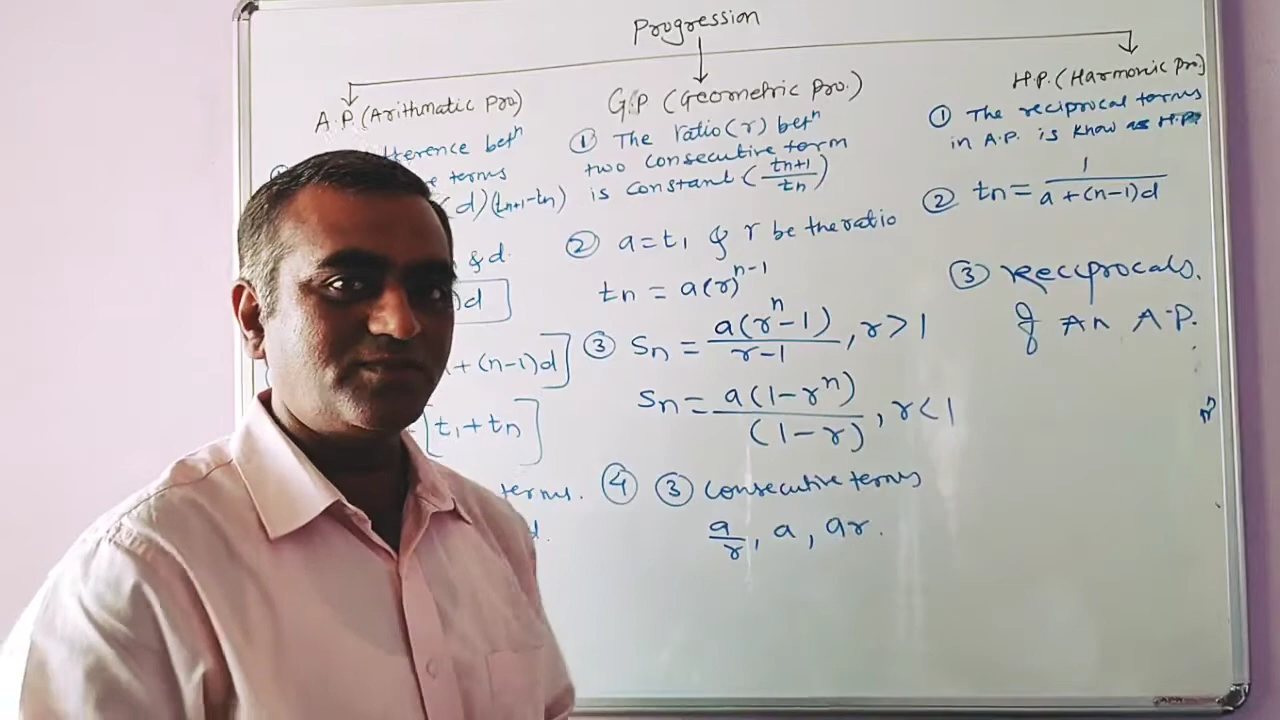 Progression
A.P. (Arithmatic Pro)
ference betⁿ
terms
(d) (tn+1-tn)
& d.
)d
+ (n-1)d]
[t1 + tn]
terms.
d.
G.P (Geometric Pro.)
① The ratio (r) betⁿ
two consecutive term
is constant (tn+1/tn)
② a = t1 & r be the ratio
tn = a(r)^n-1
③ Sn = a(r^n - 1)/r-1, r > 1
Sn = a(1-r^n)/(1-r), r < 1
④ ③ consecutive terms
a/r, a, ar.
H.P. (Harmonic Pro)
① The reciprocal terms
in A.P. is know as H.P.
② tn = 1/a + (n-1)d
③ Reciprocals.
of An A.P.